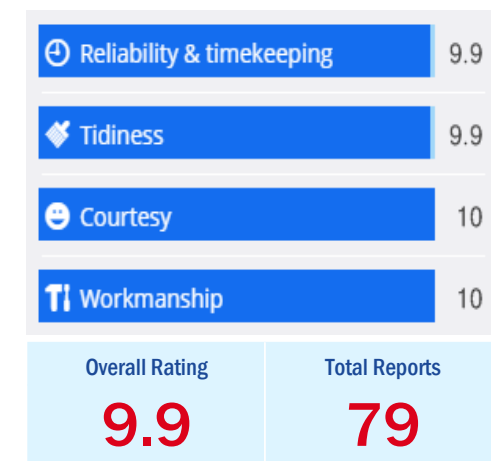 Reliability & timekeeping 9.9
Tidiness 9.9
Courtesy 10
Workmanship 10
Overall Rating Total Reports
9.9 79